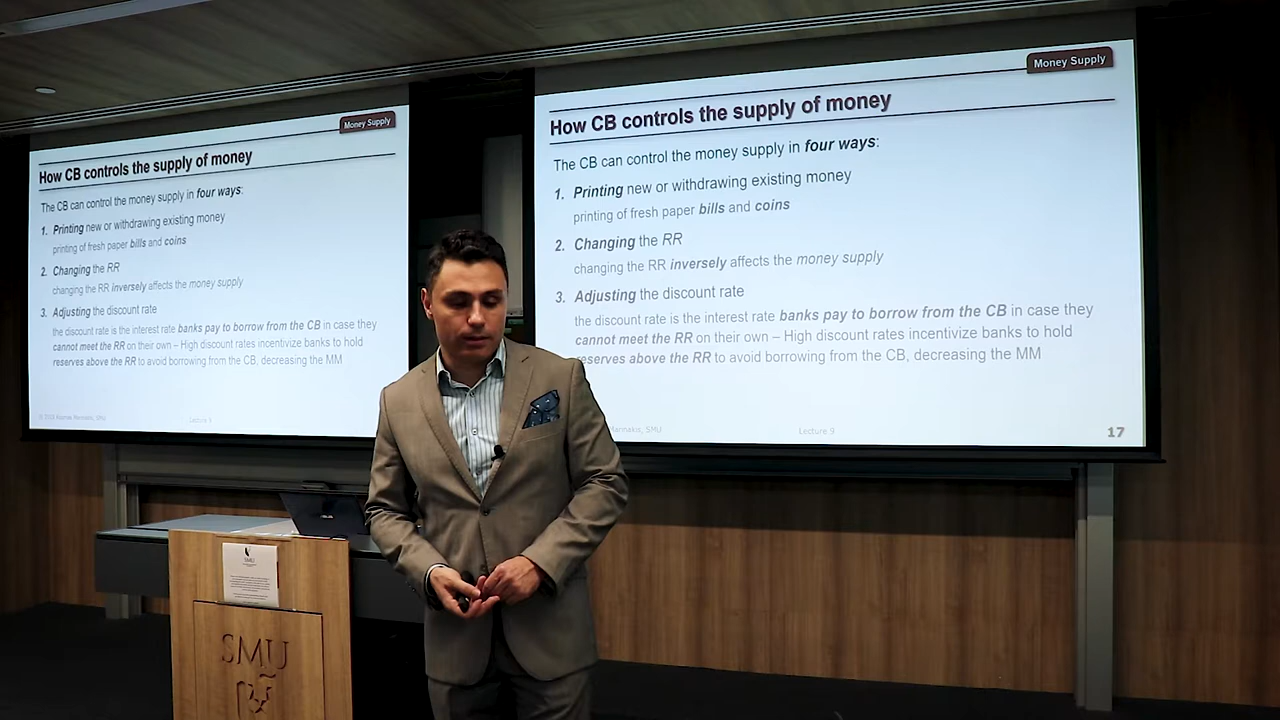 Money Supply
How CB controls the supply of money
The CB can control the money supply in four ways:
1. Printing new or withdrawing existing money
printing of fresh paper bills and coins
2. Changing the RR
changing the RR inversely affects the money supply
3. Adjusting the discount rate
the discount rate is the interest rate banks pay to borrow from the CB in case they
cannot meet the RR on their own – High discount rates incentivize banks to hold
reserves above the RR to avoid borrowing from the CB, decreasing the MM
Lecture 9
Money Supply
How CB controls the supply of money
The CB can control the money supply in four ways:
1. Printing new or withdrawing existing money
printing of fresh paper bills and coins
2. Changing the RR
changing the RR inversely affects the money supply
3. Adjusting the discount rate
the discount rate is the interest rate banks pay to borrow from the CB in case they
cannot meet the RR on their own – High discount rates incentivize banks to hold
reserves above the RR to avoid borrowing from the CB, decreasing the MM
SMU
Lecture 9
17
SMU
SMU